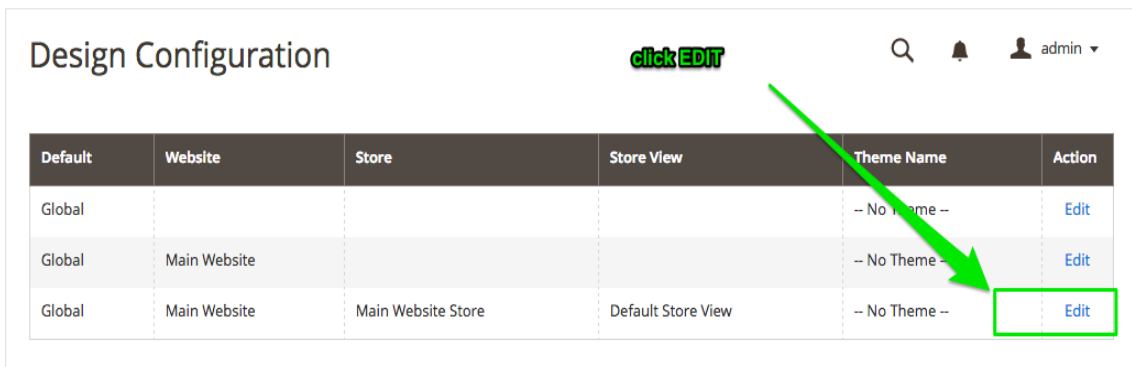 Design Configuration
click EDIT
admin
Default Website Store Store View Theme Name Action
Global -- No Theme -- Edit
Global Main Website -- No Theme -- Edit
Global Main Website Main Website Store Default Store View -- No Theme -- Edit